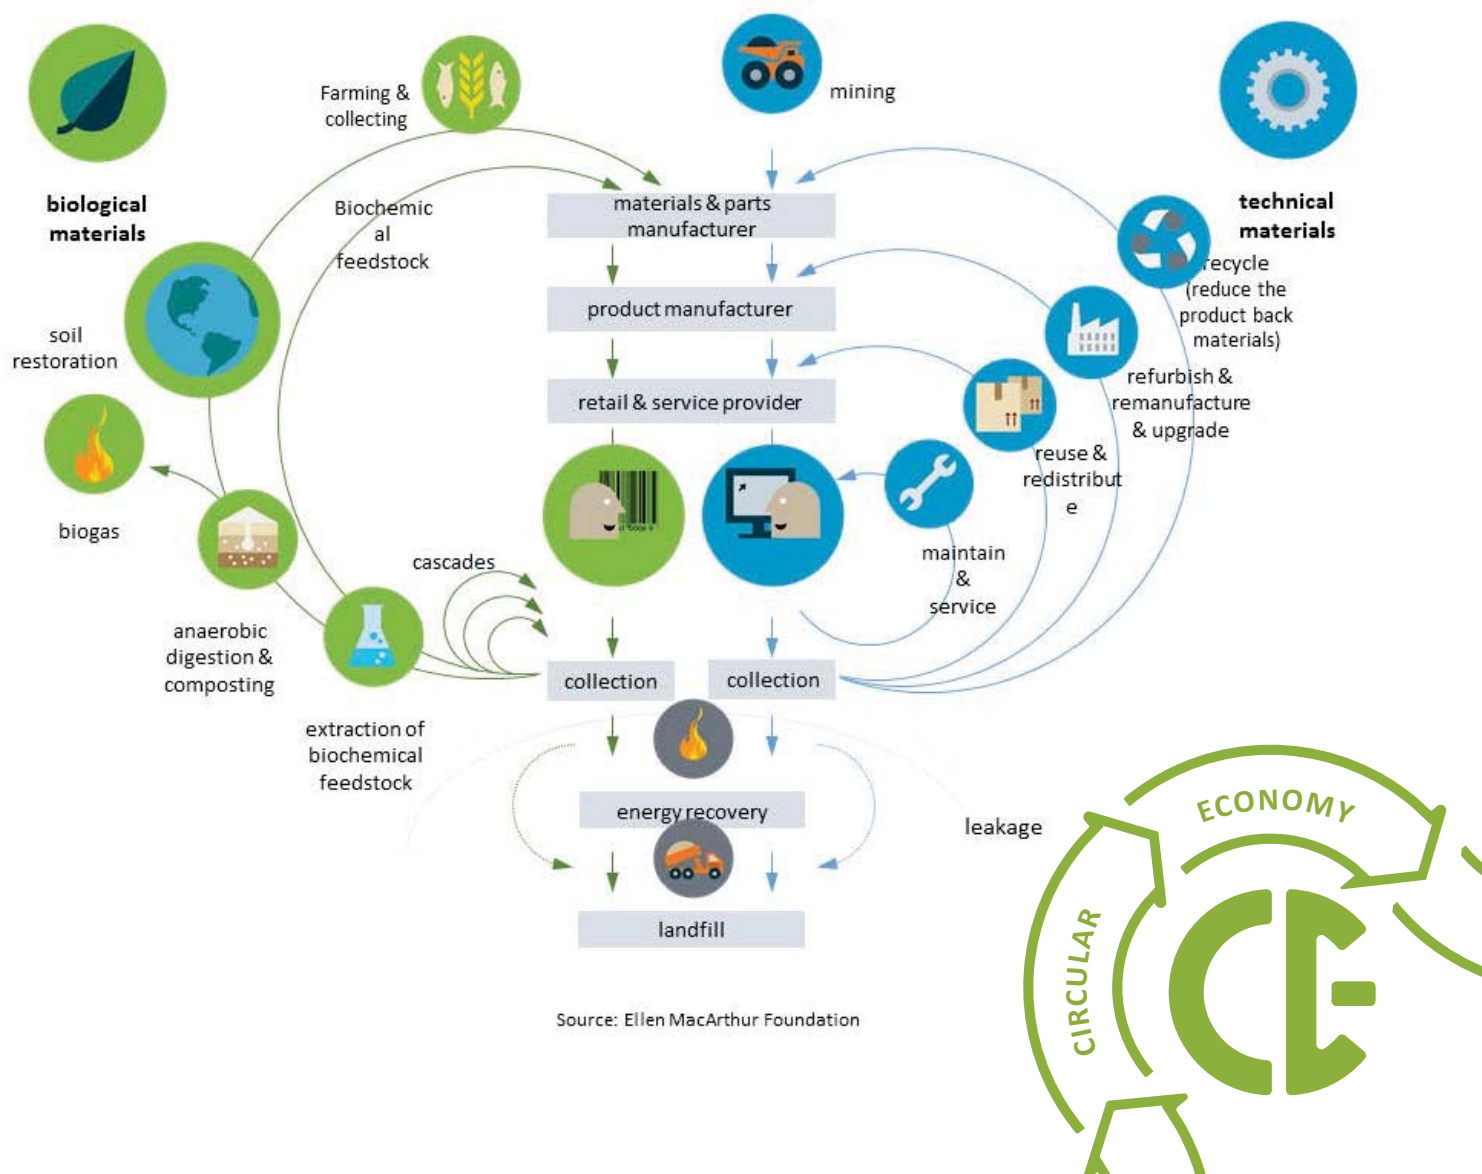 Farming &
collecting
mining
biological
materials
Biochemic
al
feedstock
materials & parts
manufacturer
technical
materials
recycle
(reduce the
product back
materials)
product manufacturer
soil
restoration
retail & service provider
refurbish &
remanufacture
& upgrade
reuse &
redistribut
e
biogas
cascades
maintain
&
service
anaerobic
digestion &
composting
collection
collection
extraction of
biochemical
feedstock
energy recovery
leakage
landfill
Source: Ellen MacArthur Foundation
CIRCULAR
ECONOMY
CE